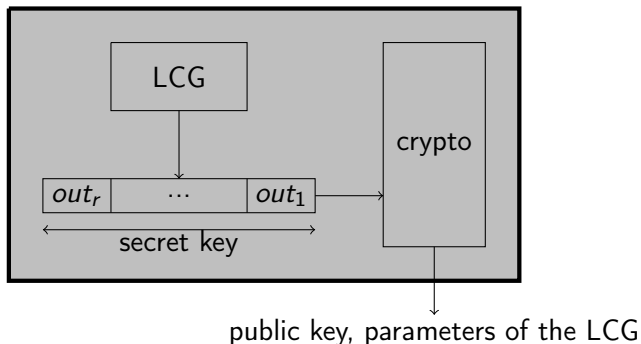 LCG
crypto
out_r ... out_1
secret key
public key, parameters of the LCG